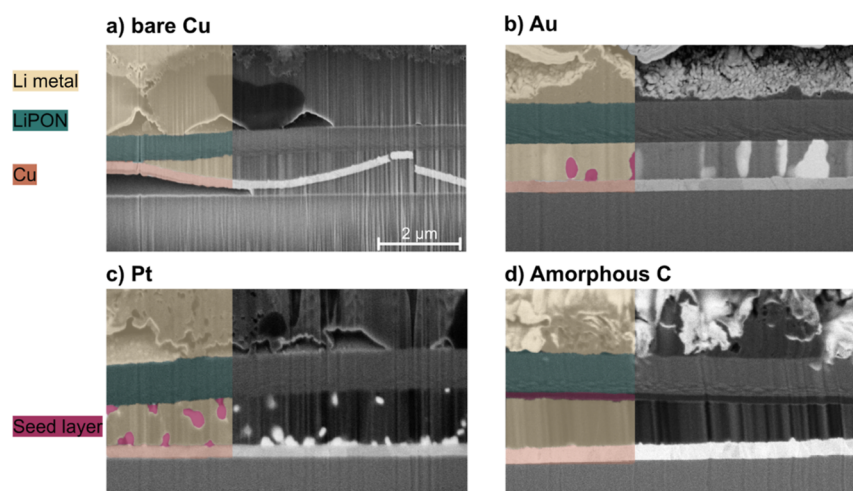 a) bare Cu
b) Au
Li metal
LiPON
Cu
2 µm
c) Pt
d) Amorphous C
Seed layer